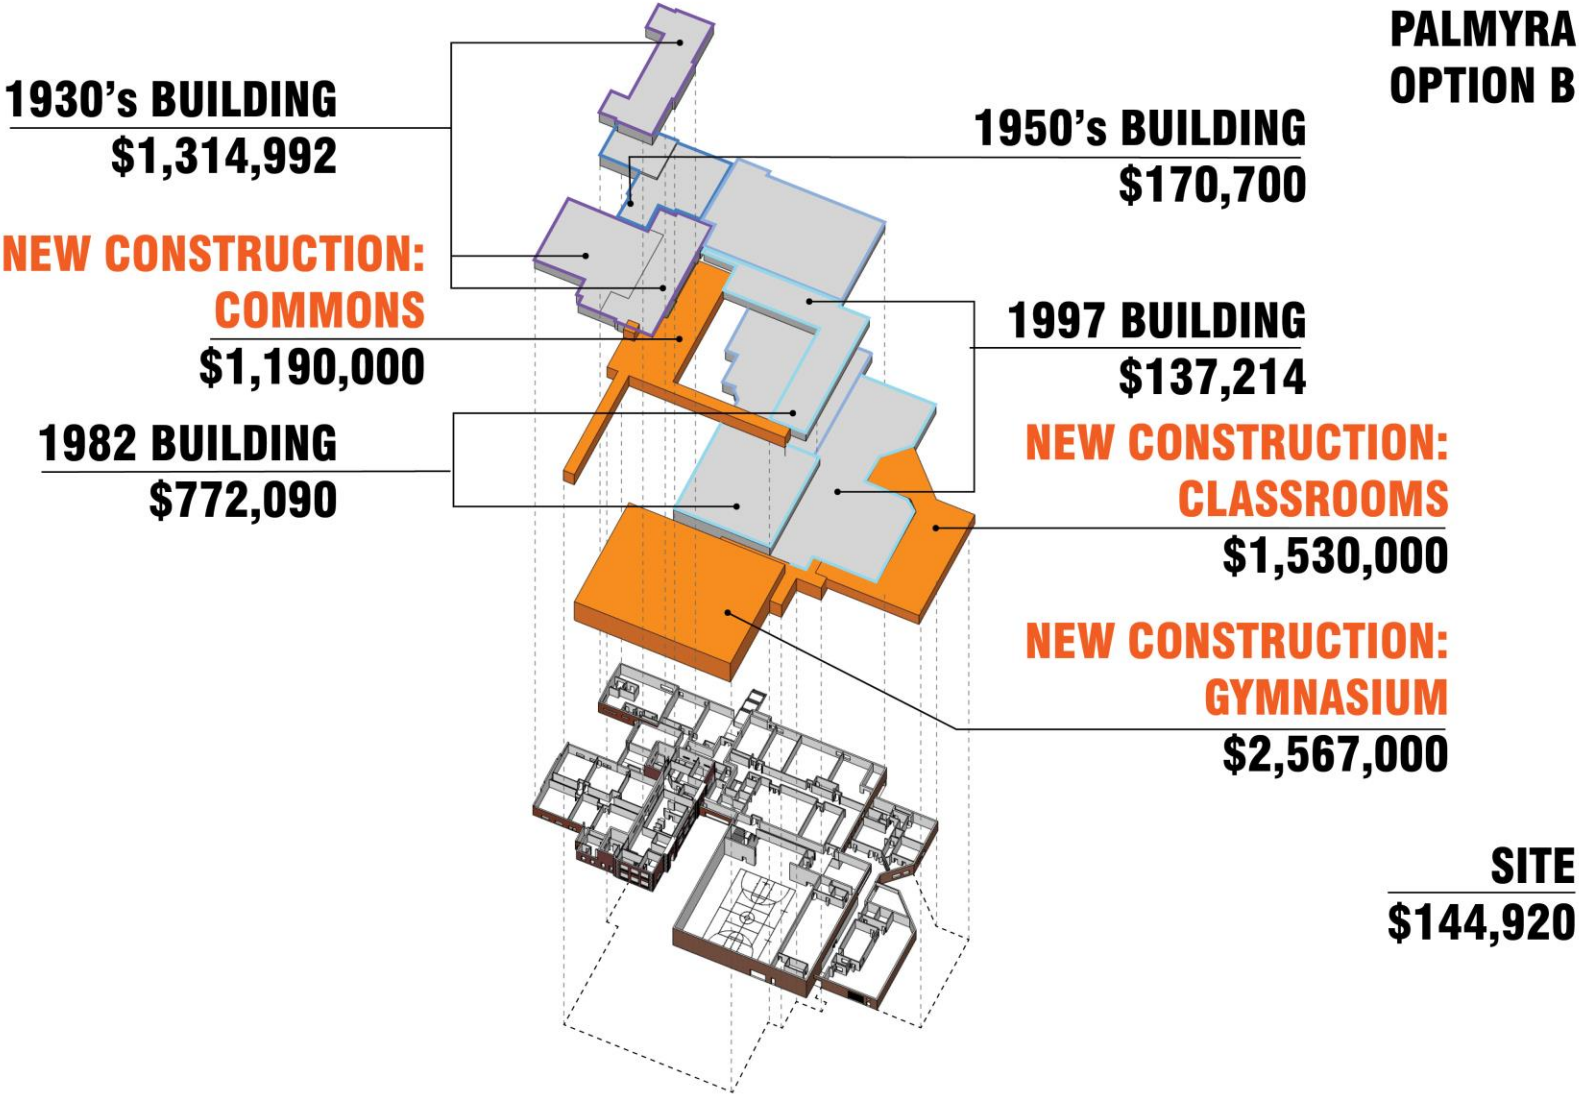 PALMYRA
OPTION B
1930's BUILDING
$1,314,992
1950's BUILDING
$170,700
NEW CONSTRUCTION:
COMMONS
$1,190,000
1997 BUILDING
$137,214
1982 BUILDING
$772,090
NEW CONSTRUCTION:
CLASSROOMS
$1,530,000
NEW CONSTRUCTION:
GYMNASIUM
$2,567,000
SITE
$144,920